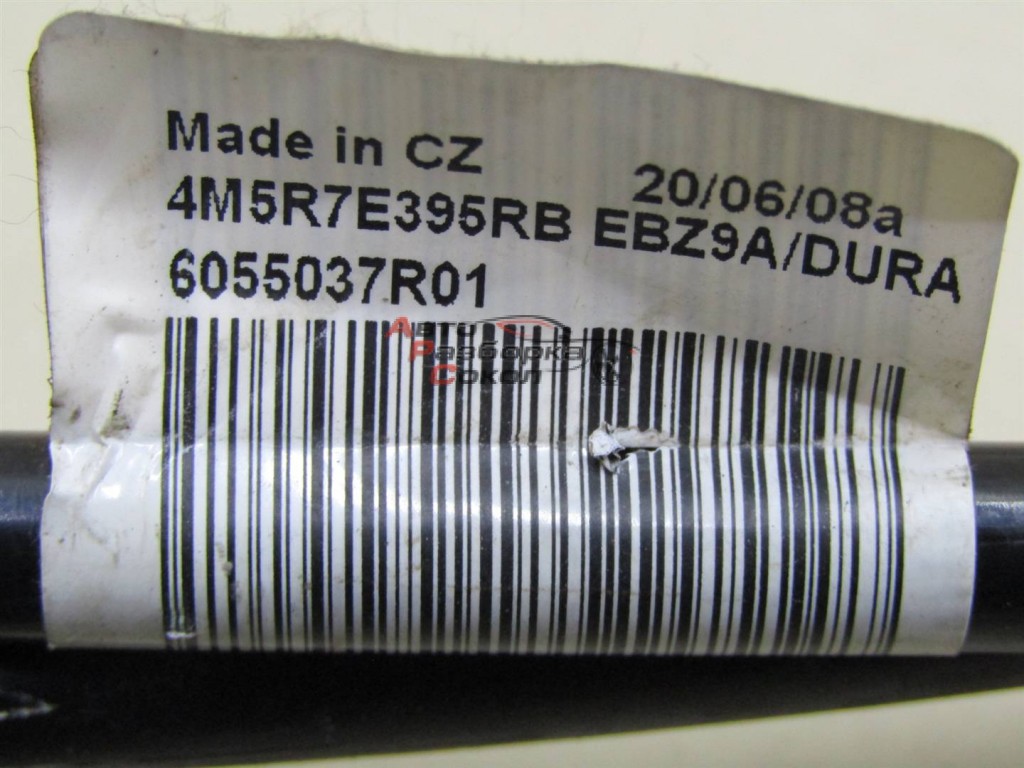 Made in CZ
20/06/08a
4M5R7E395RB EBZ9A/DURA
6055037R01
Авто
Разборка
Сокол